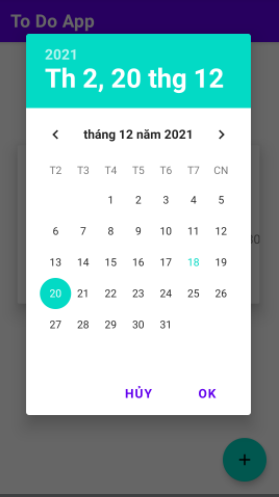 To Do App
2021
Th 2, 20 thg 12
tháng 12 năm 2021
T2 T3 T4 T5 T6 T7 CN
1 2 3 4 5
6 7 8 9 10 11 12
13 14 15 16 17 18 19
20 21 22 23 24 25 26
27 28 29 30 31
HỦY OK